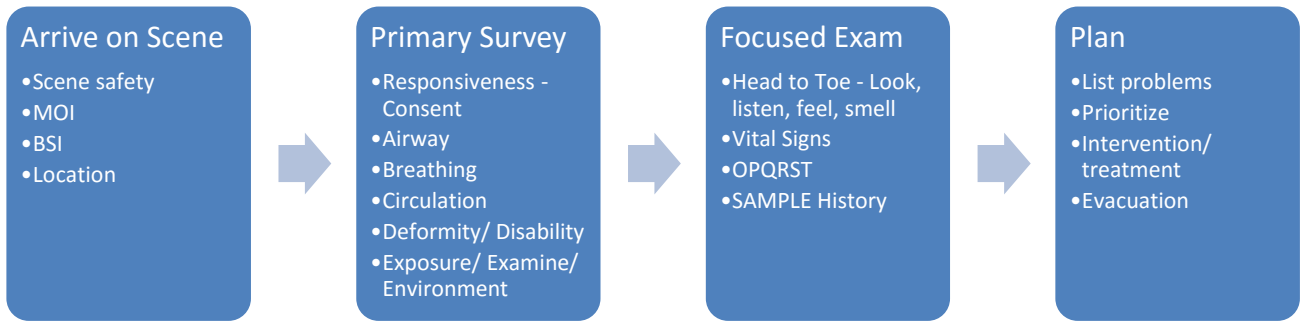 Arrive on Scene
•Scene safety
•MOI
•BSI
•Location
Primary Survey
•Responsiveness -
Consent
•Airway
•Breathing
•Circulation
•Deformity/ Disability
•Exposure/ Examine/
Environment
Focused Exam
•Head to Toe - Look,
listen, feel, smell
•Vital Signs
•OPQRST
•SAMPLE History
Plan
•List problems
•Prioritize
•Intervention/
treatment
•Evacuation